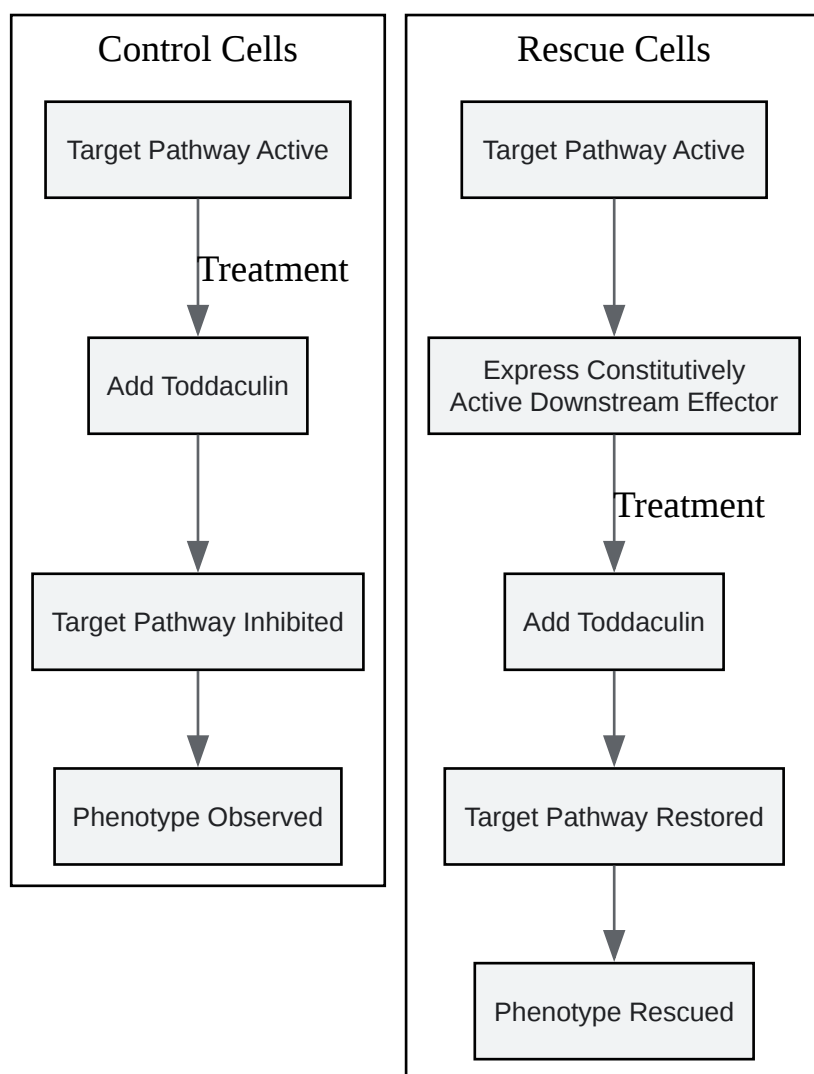 Control Cells
Target Pathway Active
Treatment
Add Toddaculin
Target Pathway Inhibited
Phenotype Observed
Rescue Cells
Target Pathway Active
Express Constitutively
Active Downstream Effector
Treatment
Add Toddaculin
Target Pathway Restored
Phenotype Rescued